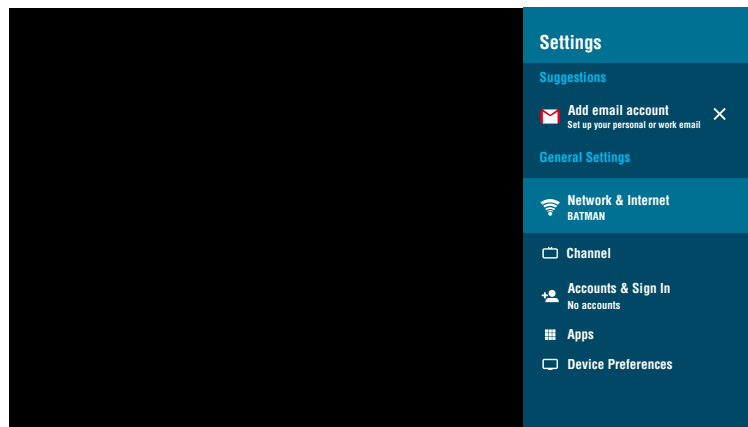 Settings
Suggestions
Add email account
Set up your personal or work email
General Settings
Network & Internet
BATMAN
Channel
Accounts & Sign In
No accounts
Apps
Device Preferences